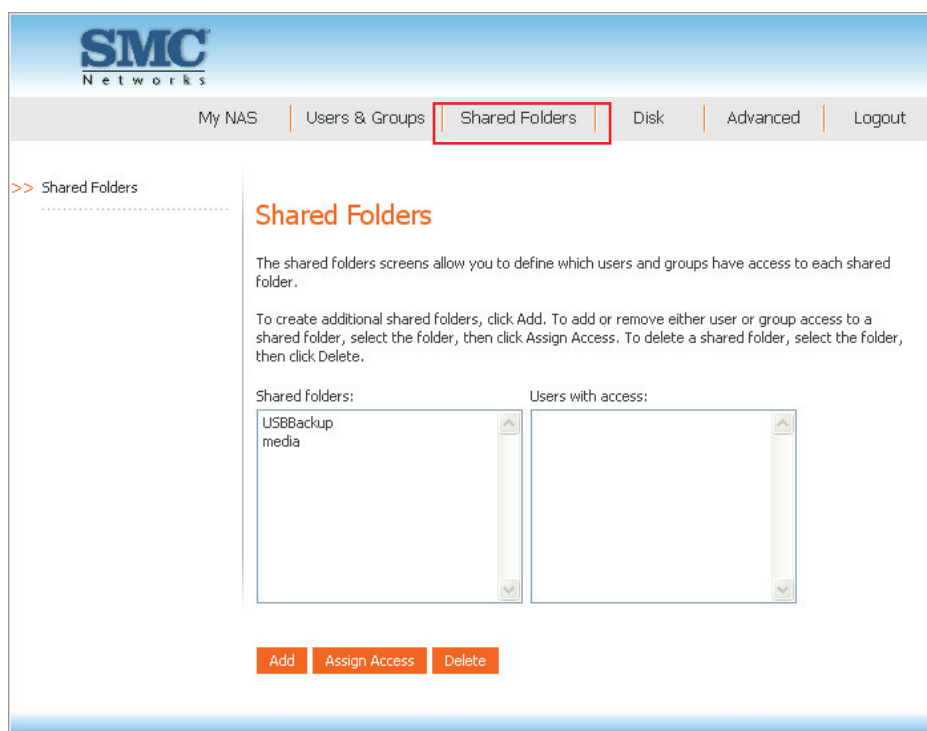 SMC
Networks
My NAS Users & Groups Shared Folders Disk Advanced Logout
>> Shared Folders
Shared Folders
The shared folders screens allow you to define which users and groups have access to each shared
folder.
To create additional shared folders, click Add. To add or remove either user or group access to a
shared folder, select the folder, then click Assign Access. To delete a shared folder, select the folder,
then click Delete.
Shared folders: Users with access:
USBBackup
media
Add Assign Access Delete